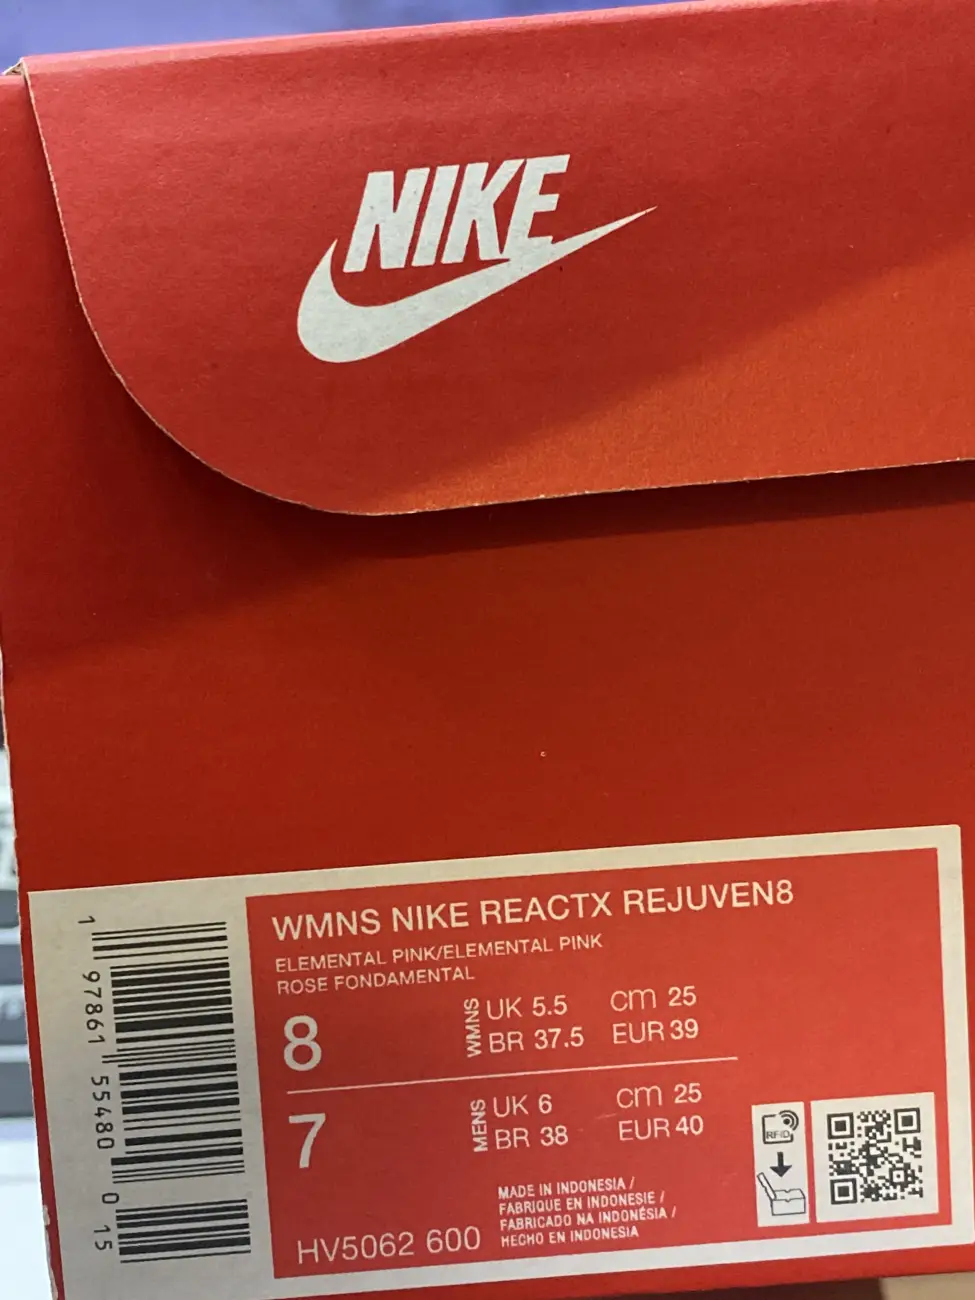 NIKE
WMNS NIKE REACTX REJUVEN8
ELEMENTAL PINK/ELEMENTAL PINK
ROSE FONDAMENTAL
8
WMNS
UK 5.5 cm 25
BR 37.5 EUR 39
7
MENS
UK 6 cm 25
BR 38 EUR 40
MADE IN INDONESIA /
FABRIQUE EN INDONESIE /
FABRICADO NA INDONÉSIA /
HECHO EN INDONESIA
HV5062 600
RFID
1 97861 55480 0 15